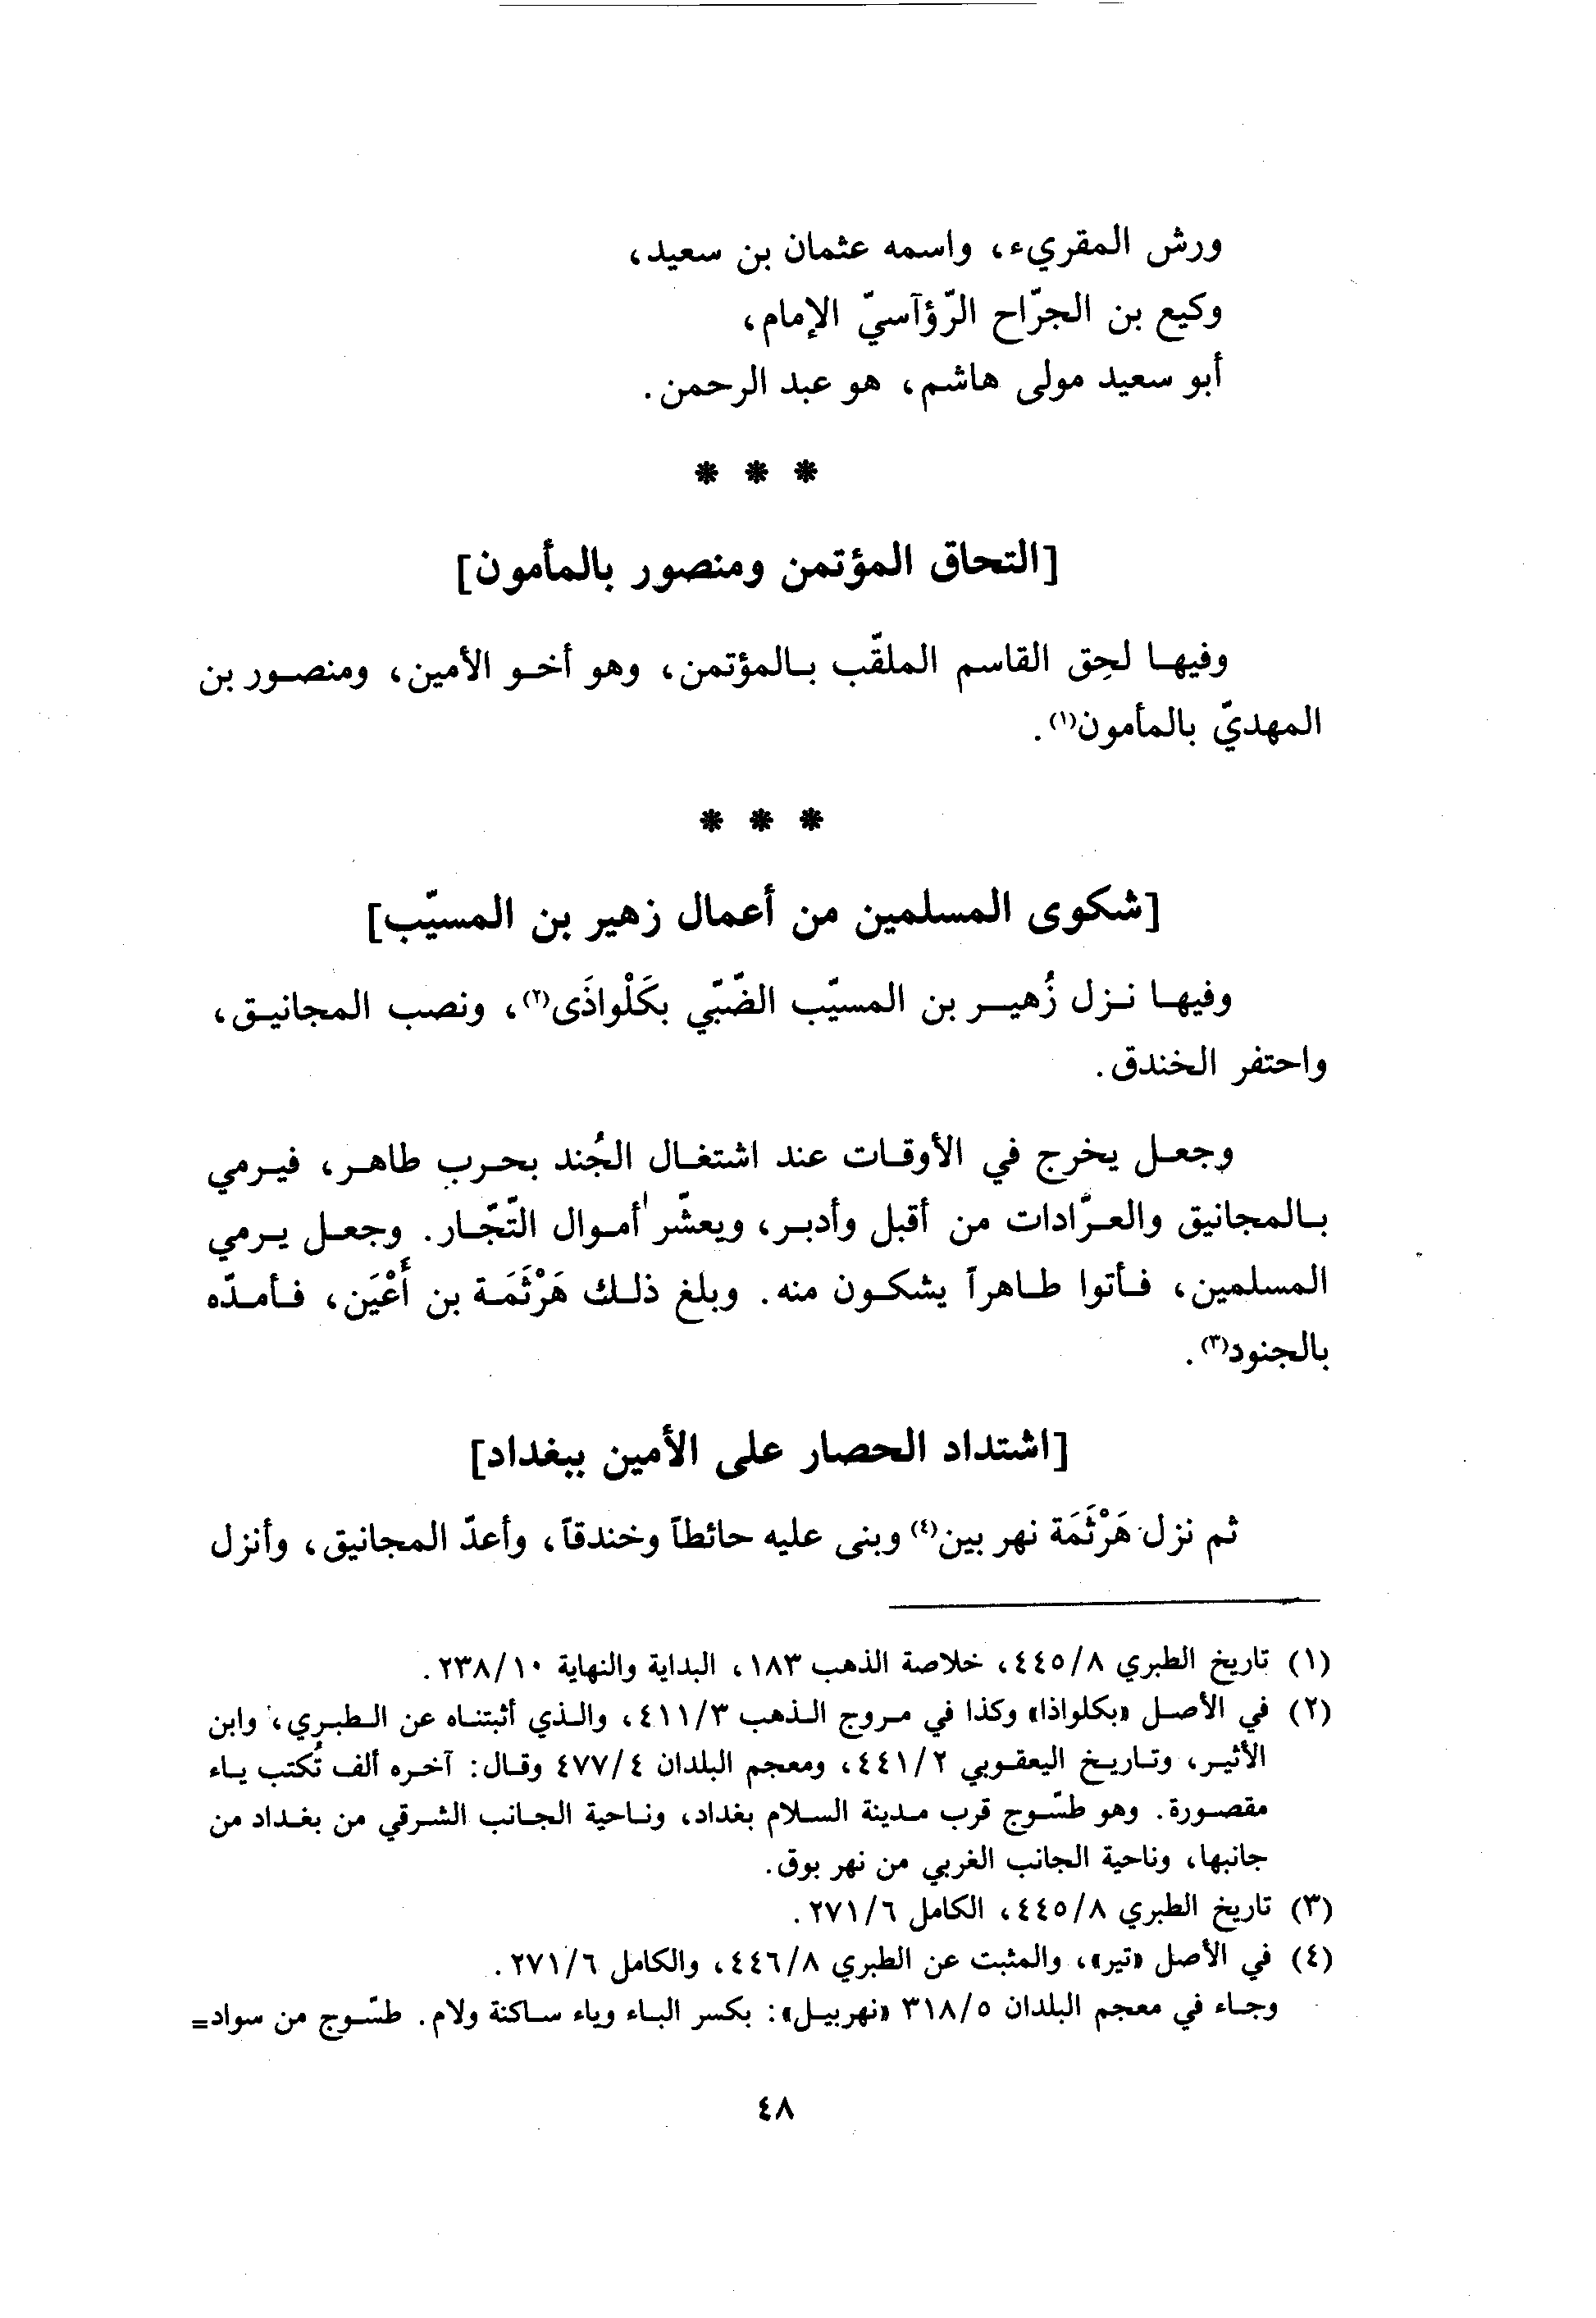 ورش المقريء، واسمه عثمان بن سعيد،
وكيع بن الجرّاح الرّؤآسيّ الإمام،
أبو سعيد مولى هاشم، هو عبد الرحمن.
* * *
[التحاق المؤتمن ومنصور بالمأمون]
وفيها لحِق القاسم الملقّب بالمؤتمن، وهو أخو الأمين، ومنصور بن
المهديّ بالمأمون(١).
* * *
[شكوى المسلمين من أعمال زهير بن المسيّب]
وفيها نزل زُهير بن المسيّب الضّبّي بكَلْواذَى(٢)، ونصب المجانيق،
واحتفر الخندق.
وجعل يخرج في الأوقات عند اشتغال الجُند بحرب طاهر، فيرمي
بالمجانيق والعرّادات من أقبل وأدبر، ويعشّر أموال التّجّار. وجعل يرمي
المسلمين، فأتوا طاهراً يشكون منه. وبلغ ذلك هَرْثَمَة بن أَعْيَن، فأمدّه
بالجنود(٣).
[اشتداد الحصار على الأمين ببغداد]
ثم نزل هَرْثَمَة نهر بين(٤) وبنى عليه حائطاً وخندقاً، وأعدّ المجانيق، وأنزل
(١) تاريخ الطبري ٤٤٥/٨، خلاصة الذهب ١٨٣، البداية والنهاية ٢٣٨/١٠.
(٢) في الأصل «بكلواذا» وكذا في مروج الذهب ٤١١/٣، والذي أثبتناه عن الطبري، وابن
الأثير، وتاريخ اليعقوبي ٤٤١/٢، ومعجم البلدان ٤٧٧/٤ وقال: آخره ألف تُكتب ياء
مقصورة. وهو طسّوج قرب مدينة السلام بغداد، وناحية الجانب الشرقي من بغداد من
جانبها، وناحية الجانب الغربي من نهر بوق.
(٣) تاريخ الطبري ٤٤٥/٨، الكامل ٢٧١/٦.
(٤) في الأصل «تير»، والمثبت عن الطبري ٤٤٦/٨، والكامل ٢٧١/٦.
وجاء في معجم البلدان ٣١٨/٥ «نهربيل»: بكسر الباء وياء ساكنة ولام. طسّوج من سواد=
٤٨